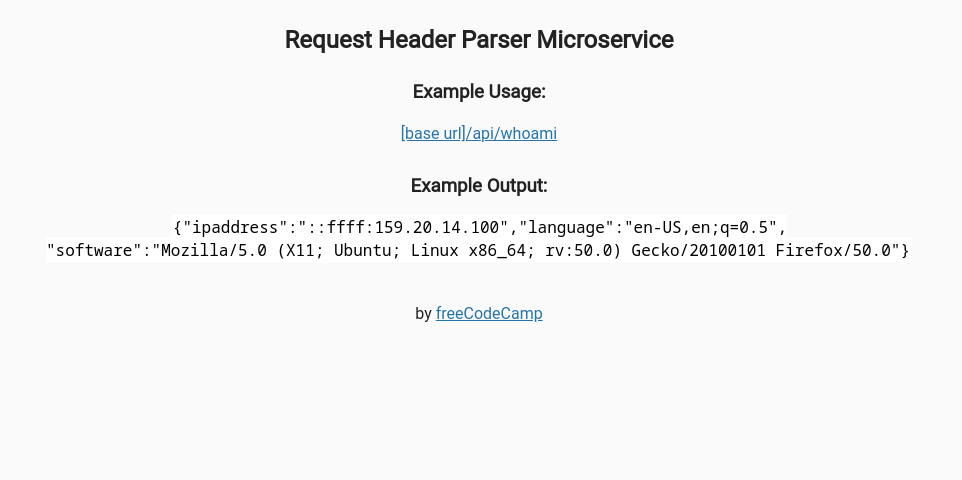 Request Header Parser Microservice
Example Usage:
[base url]/api/whoami
Example Output:
{"ipaddress":"::ffff:159.20.14.100","language":"en-US,en;q=0.5",
"software":"Mozilla/5.0 (X11; Ubuntu; Linux x86_64; rv:50.0) Gecko/20100101 Firefox/50.0"}
by freeCodeCamp